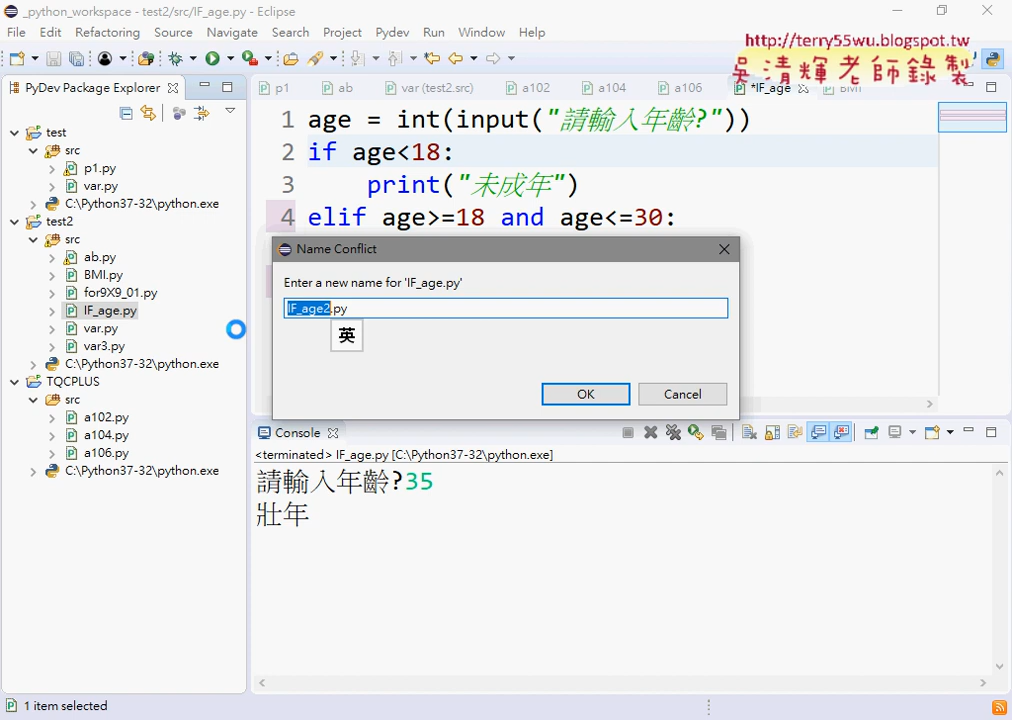 _python_workspace - test2/src/IF_age.py - Eclipse
File Edit Refactoring Source Navigate Search Project Pydev Run Window Help
http://terry55wu.blogspot.tw
吳清輝老師錄製
PyDev Package Explorer
p1 ab var (test2.src) a102 a104 a106 *IF_age BMI
test
src
p1.py
var.py
C:\Python37-32\python.exe
test2
src
ab.py
BMI.py
for9X9_01.py
IF_age.py
var.py
var3.py
C:\Python37-32\python.exe
TQCPLUS
src
a102.py
a104.py
a106.py
C:\Python37-32\python.exe
1 age = int(input("請輸入年齡?"))
2 if age<18:
3 print("未成年")
4 elif age>=18 and age<=30:
Name Conflict
Enter a new name for 'IF_age.py'
IF_age2.py
英
OK Cancel
Console
<terminated> IF_age.py [C:\Python37-32\python.exe]
請輸入年齡?35
壯年
1 item selected